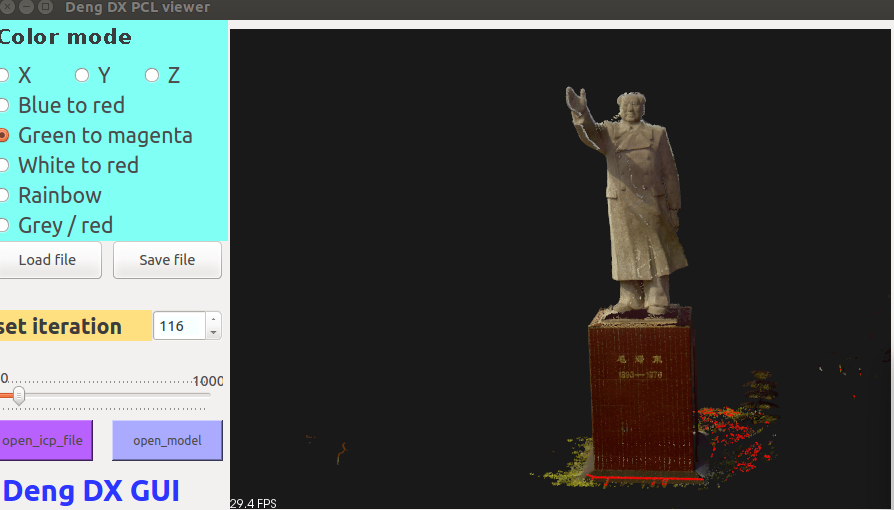 Deng DX PCL viewer
Color mode
X Y Z
Blue to red
Green to magenta
White to red
Rainbow
Grey / red
Load file Save file
set iteration 116
0 1000
open_icp_file open_model
Deng DX GUI
毛泽东
1893—1976
29.4 FPS